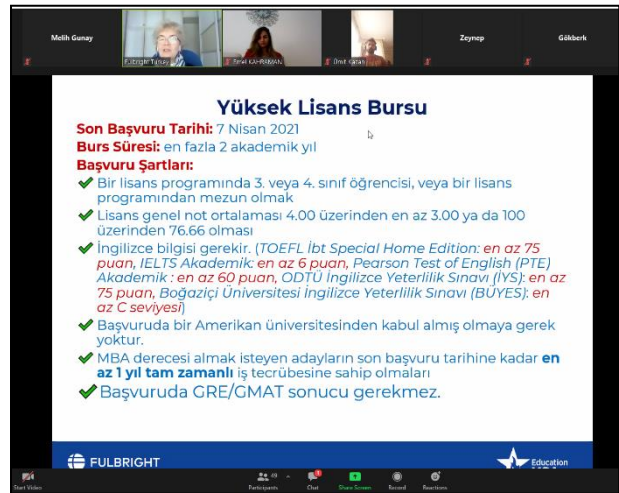 Melih Gunay
Fulbright Turkey
Emel KAHRAMAN
Ümit Katan
Zeynep
Gökberk
Yüksek Lisans Bursu
Son Başvuru Tarihi: 7 Nisan 2021
Burs Süresi: en fazla 2 akademik yıl
Başvuru Şartları:
Bir lisans programında 3. veya 4. sınıf öğrencisi, veya bir lisans
programından mezun olmak
Lisans genel not ortalaması 4.00 üzerinden en az 3.00 ya da 100
üzerinden 76.66 olması
İngilizce bilgisi gerekir. (TOEFL İbt Special Home Edition: en az 75
puan, IELTS Akademik: en az 6 puan, Pearson Test of English (PTE)
Akademik : en az 60 puan, ODTÜ İngilizce Yeterlilik Sınavı (İYS): en az
75 puan, Boğaziçi Üniversitesi İngilizce Yeterlilik Sınavı (BÜYES): en
az C seviyesi)
Başvuruda bir Amerikan üniversitesinden kabul almış olmaya gerek
yoktur.
MBA derecesi almak isteyen adayların son başvuru tarihine kadar en
az 1 yıl tam zamanlı iş tecrübesine sahip olmaları
Başvuruda GRE/GMAT sonucu gerekmez.
FULBRIGHT
Education
Start Video
Participants
Chat
Share Screen
Record
Reactions